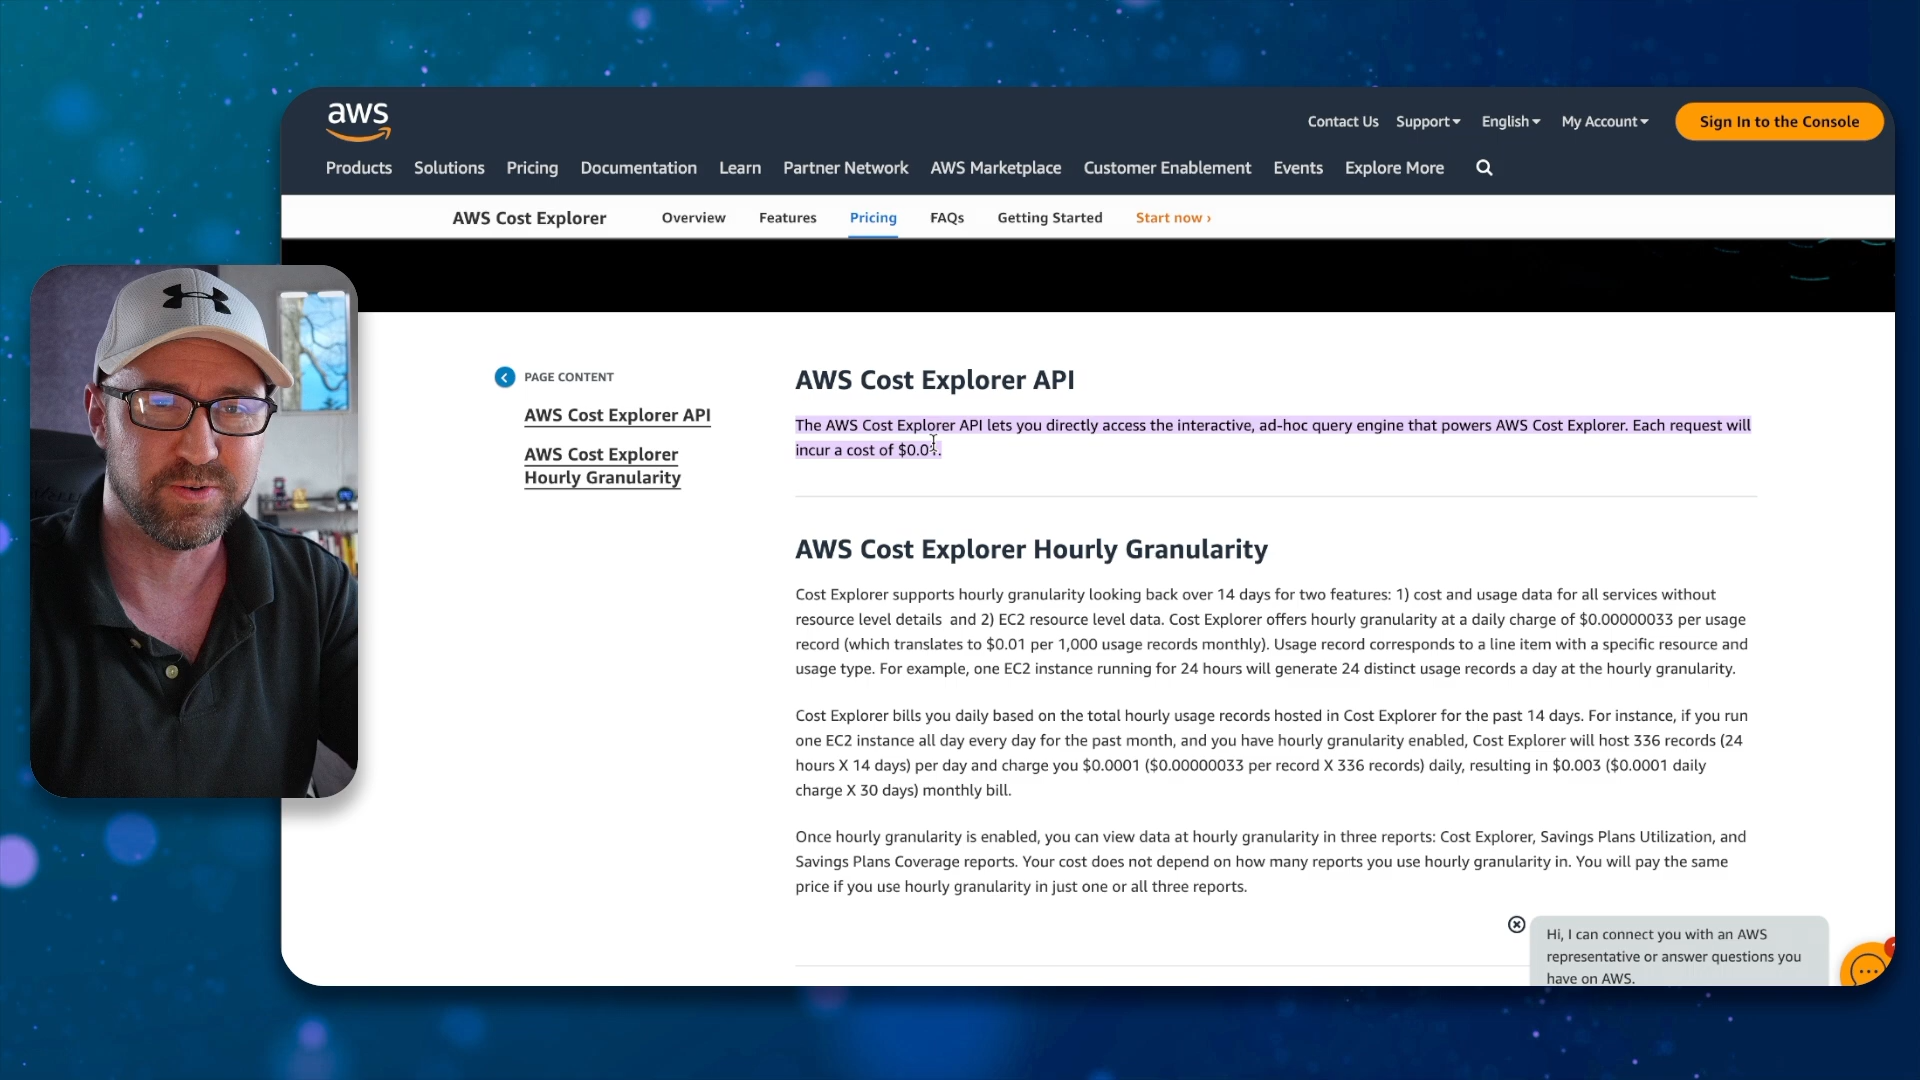 aws
Contact Us Support English My Account Sign In to the Console
Products Solutions Pricing Documentation Learn Partner Network AWS Marketplace Customer Enablement Events Explore More
AWS Cost Explorer Overview Features Pricing FAQs Getting Started Start now ›
PAGE CONTENT
AWS Cost Explorer API
AWS Cost Explorer
Hourly Granularity
AWS Cost Explorer API
The AWS Cost Explorer API lets you directly access the interactive, ad-hoc query engine that powers AWS Cost Explorer. Each request will
incur a cost of $0.01.
AWS Cost Explorer Hourly Granularity
Cost Explorer supports hourly granularity looking back over 14 days for two features: 1) cost and usage data for all services without
resource level details and 2) EC2 resource level data. Cost Explorer offers hourly granularity at a daily charge of $0.00000033 per usage
record (which translates to $0.01 per 1,000 usage records monthly). Usage record corresponds to a line item with a specific resource and
usage type. For example, one EC2 instance running for 24 hours will generate 24 distinct usage records a day at the hourly granularity.
Cost Explorer bills you daily based on the total hourly usage records hosted in Cost Explorer for the past 14 days. For instance, if you run
one EC2 instance all day every day for the past month, and you have hourly granularity enabled, Cost Explorer will host 336 records (24
hours X 14 days) per day and charge you $0.0001 ($0.00000033 per record X 336 records) daily, resulting in $0.003 ($0.0001 daily
charge X 30 days) monthly bill.
Once hourly granularity is enabled, you can view data at hourly granularity in three reports: Cost Explorer, Savings Plans Utilization, and
Savings Plans Coverage reports. Your cost does not depend on how many reports you use hourly granularity in. You will pay the same
price if you use hourly granularity in just one or all three reports.
Hi, I can connect you with an AWS
representative or answer questions you
have on AWS.